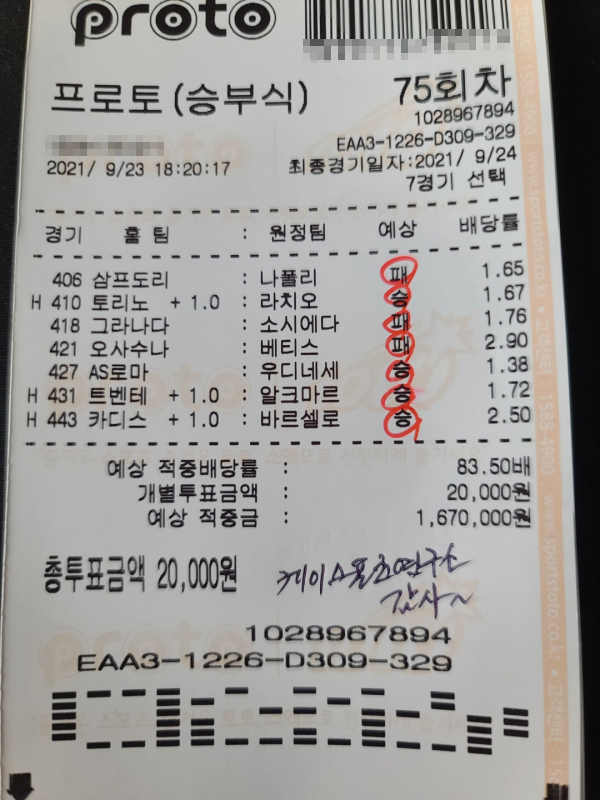 proto
프로토 (승부식) 75회차
1028967894
EAA3-1226-D309-329
2021/ 9/23 18:20:17 최종경기일자:2021/ 9/24
7경기 선택
경기 홈 팀 : 원정팀 예상 배당률
406 삼프도리 : 나폴리 패 1.65
H 410 토리노 + 1.0 : 라치오 승 1.67
418 그라나다 : 소시에다 패 1.76
421 오사수나 : 베티스 패 2.90
427 AS로마 : 우디네세 승 1.38
H 431 트벤테 + 1.0 : 알크마르 승 1.72
H 443 카디스 + 1.0 : 바르셀로 승 2.50
예상 적중배당률 : 83.50배
개별투표금액 : 20,000원
예상 적중금 : 1,670,000원
총투표금액 20,000원
케이스포츠연구소
감사~
1028967894
EAA3-1226-D309-329
www.sportstoto.co.kr • 고객센터 : 1588-4900